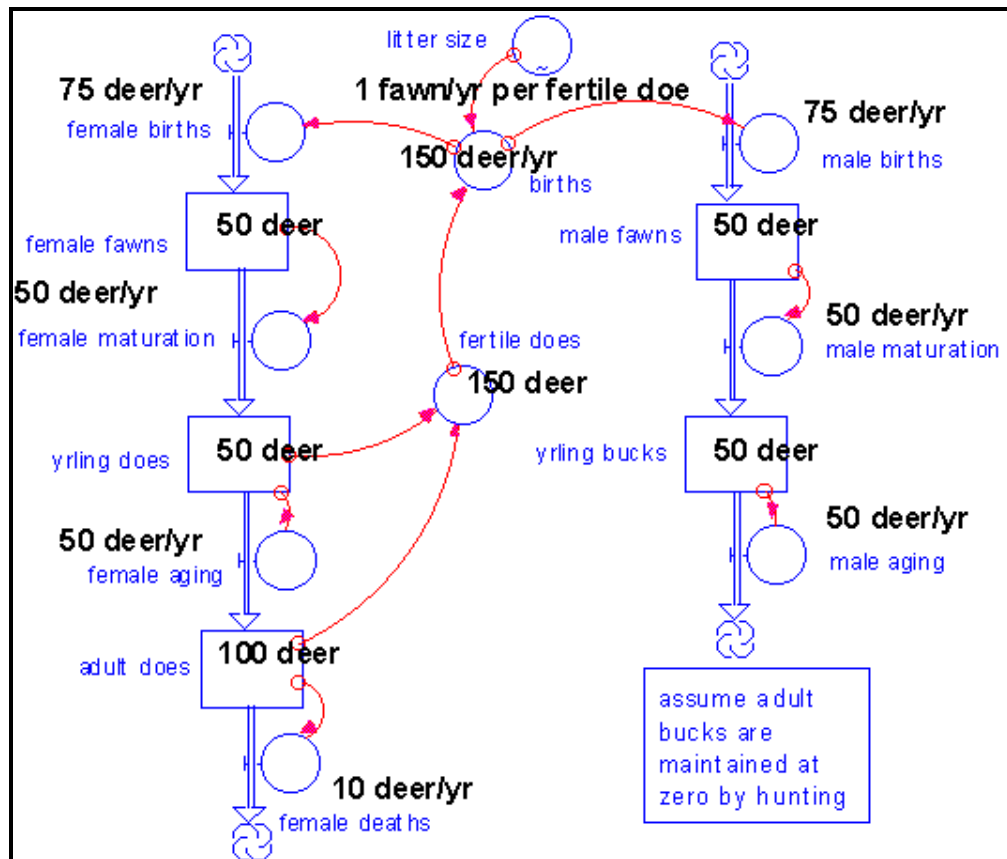 litter size
75 deer/yr
1 fawn/yr per fertile doe
75 deer/yr
female births
male births
150 deer/yr
births
50 deer
female fawns
50 deer
male fawns
50 deer/yr
female maturation
50 deer/yr
male maturation
fertile does
150 deer
50 deer
yrling does
50 deer
yrling bucks
50 deer/yr
female aging
50 deer/yr
male aging
100 deer
adult does
assume adult
bucks are
maintained at
zero by hunting
10 deer/yr
female deaths
~